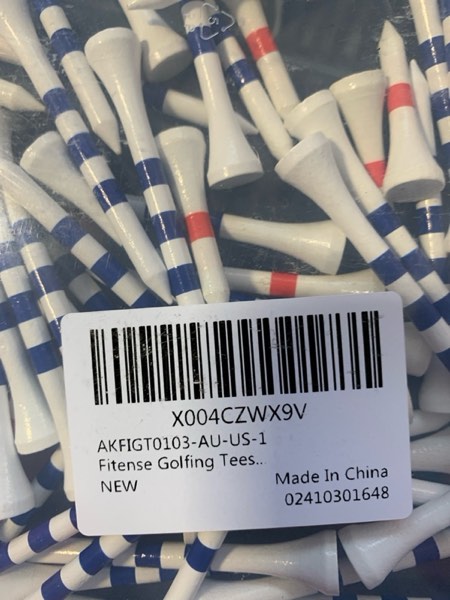 X004CZWX9V
AKFIGT0103-AU-US-1
Fitense Golfing Tees...
NEW
Made In China
02410301648